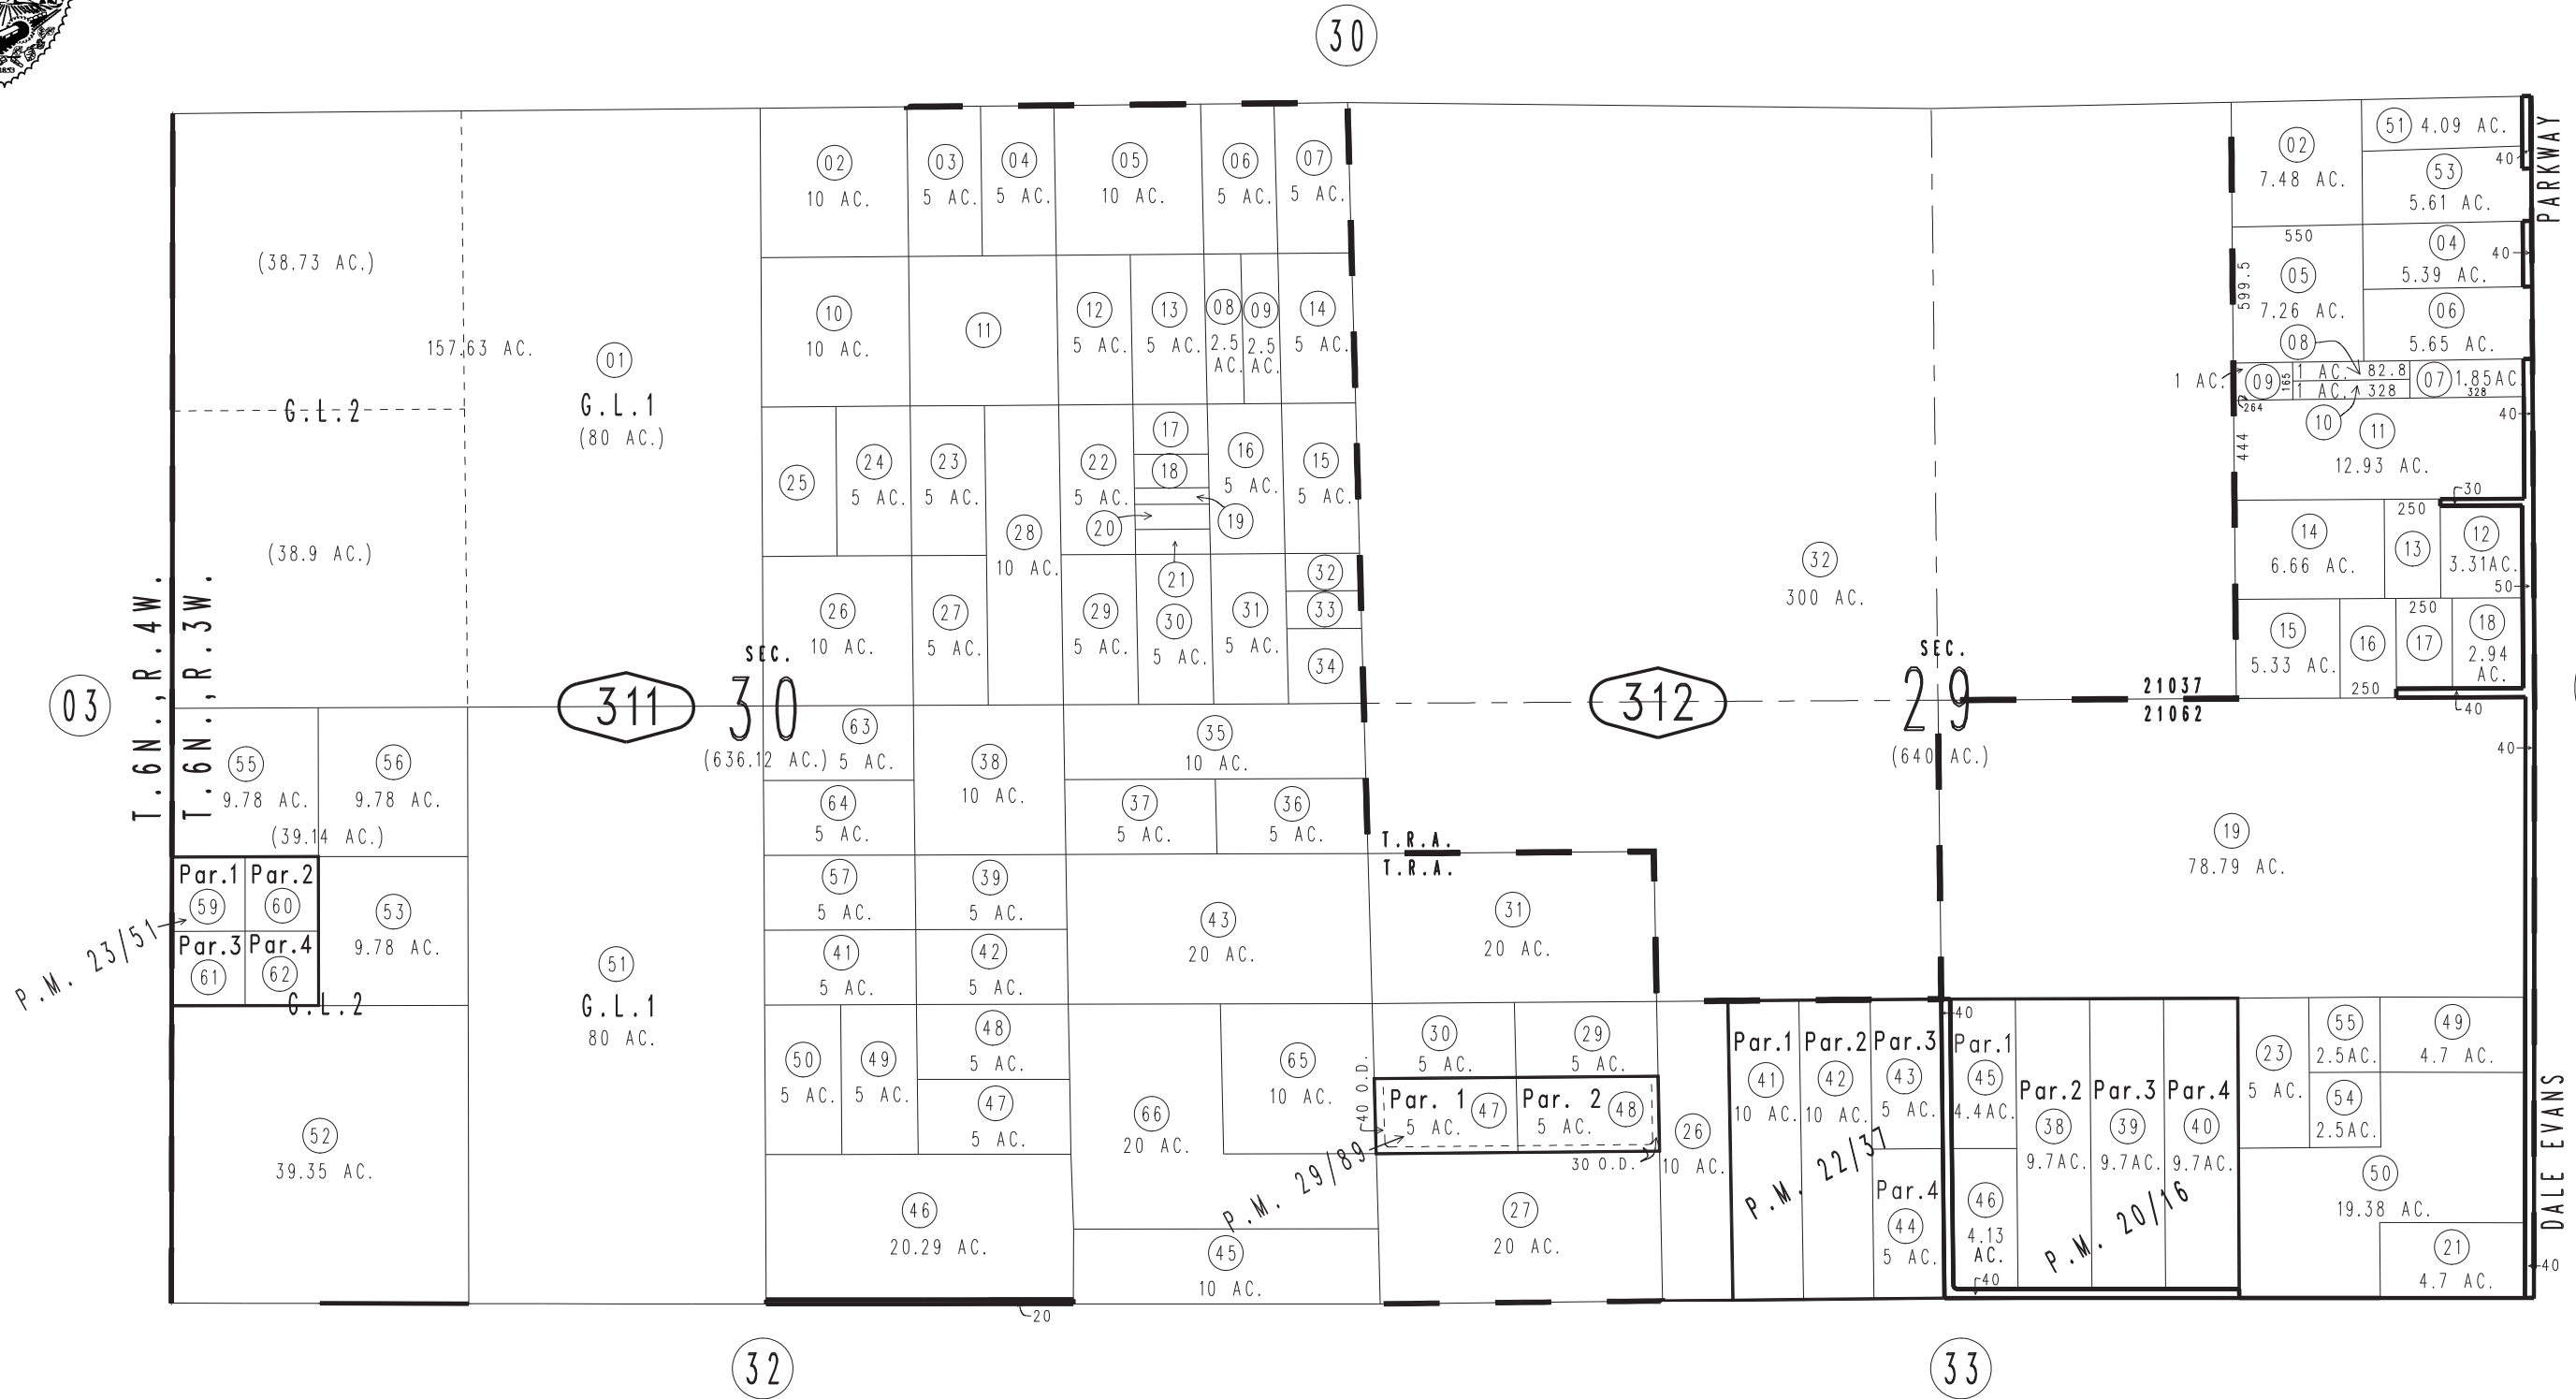 1853
30
03
32
33
T.6N.,R.4W.
T.6N.,R.3W.
(38.73 AC.)
157.63 AC.
01
G.L.1
(80 AC.)
G.L.2
(38.9 AC.)
02
10 AC.
03
5 AC.
04
5 AC.
05
10 AC.
06
5 AC.
07
5 AC.
10
10 AC.
11
12
5 AC.
13
5 AC.
08
2.5
AC.
09
2.5
AC.
14
5 AC.
25
24
5 AC.
23
5 AC.
28
10 AC.
22
5 AC.
17
18
19
20
21
16
5 AC.
15
5 AC.
26
10 AC.
27
5 AC.
29
5 AC.
30
5 AC.
31
5 AC.
32
33
34
311
SEC.
30
(636.12 AC.)
55
9.78 AC.
56
9.78 AC.
(39.14 AC.)
Par.1
59
Par.2
60
Par.3
61
Par.4
62
P.M. 23/51
53
9.78 AC.
G.L.2
52
39.35 AC.
51
G.L.1
80 AC.
63
5 AC.
64
5 AC.
38
10 AC.
35
10 AC.
37
5 AC.
36
5 AC.
57
5 AC.
39
5 AC.
41
5 AC.
42
5 AC.
43
20 AC.
50
5 AC.
49
5 AC.
48
5 AC.
47
5 AC.
46
20.29 AC.
20
66
20 AC.
65
10 AC.
45
10 AC.
312
SEC.
29
(640 AC.)
32
300 AC.
21037
21062
T.R.A.
T.R.A.
31
20 AC.
30
5 AC.
29
5 AC.
40 O.D.
Par. 1
47
5 AC.
Par. 2
48
5 AC.
P.M. 29/89
30 O.D.
27
20 AC.
26
10 AC.
Par.1
41
10 AC.
Par.2
42
10 AC.
Par.3
43
5 AC.
P.M. 22/37
Par.4
44
5 AC.
40
Par.1
45
4.4AC.
46
4.13
AC.
40
Par.2
38
9.7AC.
Par.3
39
9.7AC.
Par.4
40
9.7AC.
P.M. 20/16
02
7.48 AC.
51
4.09 AC.
40
53
5.61 AC.
PARKWAY
550
599.5
05
7.26 AC.
04
5.39 AC.
40
06
5.65 AC.
08
1 AC.
09
165
264
1 AC. 82.8
1 AC. 328
07
1.85AC.
328
10
11
12.93 AC.
444
40
30
14
6.66 AC.
250
13
12
3.31AC.
50
15
5.33 AC.
16
250
250
17
18
2.94
AC.
40
40
19
78.79 AC.
23
5 AC.
55
2.5AC.
49
4.7 AC.
54
2.5AC.
50
19.38 AC.
21
4.7 AC.
40
DALE EVANS